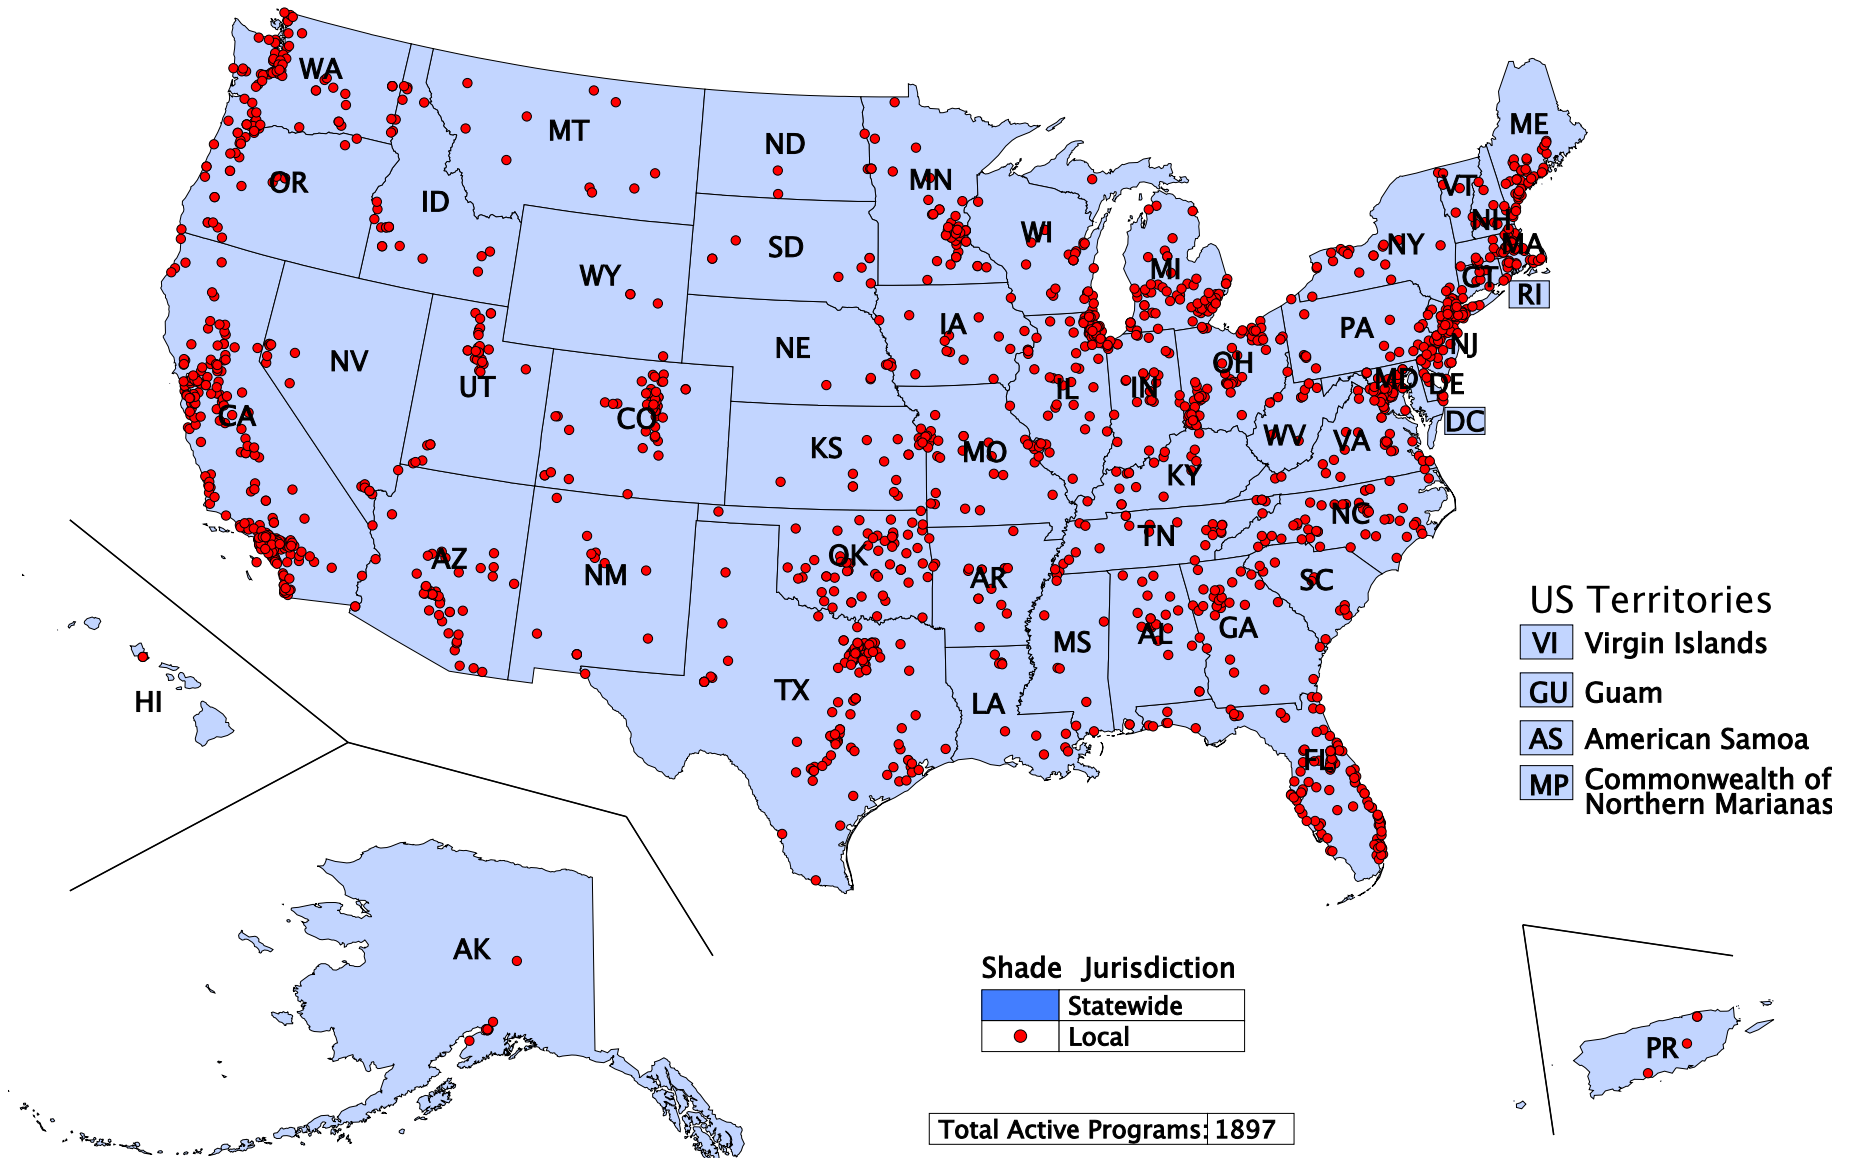 WA
MT
ND
MN
ME
OR
ID
SD
WI
MI
VT
NH
NY
MA
CT
RI
WY
NE
IA
PA
NJ
NV
UT
CO
IL
IN
OH
MD
DE
DC
CA
KS
MO
KY
WV
VA
AZ
NM
OK
AR
TN
NC
SC
MS
AL
GA
TX
LA
FL
HI
AK
PR
US Territories
VI Virgin Islands
GU Guam
AS American Samoa
MP Commonwealth of
Northern Marianas
Shade Jurisdiction
Statewide
Local
Total Active Programs: 1897